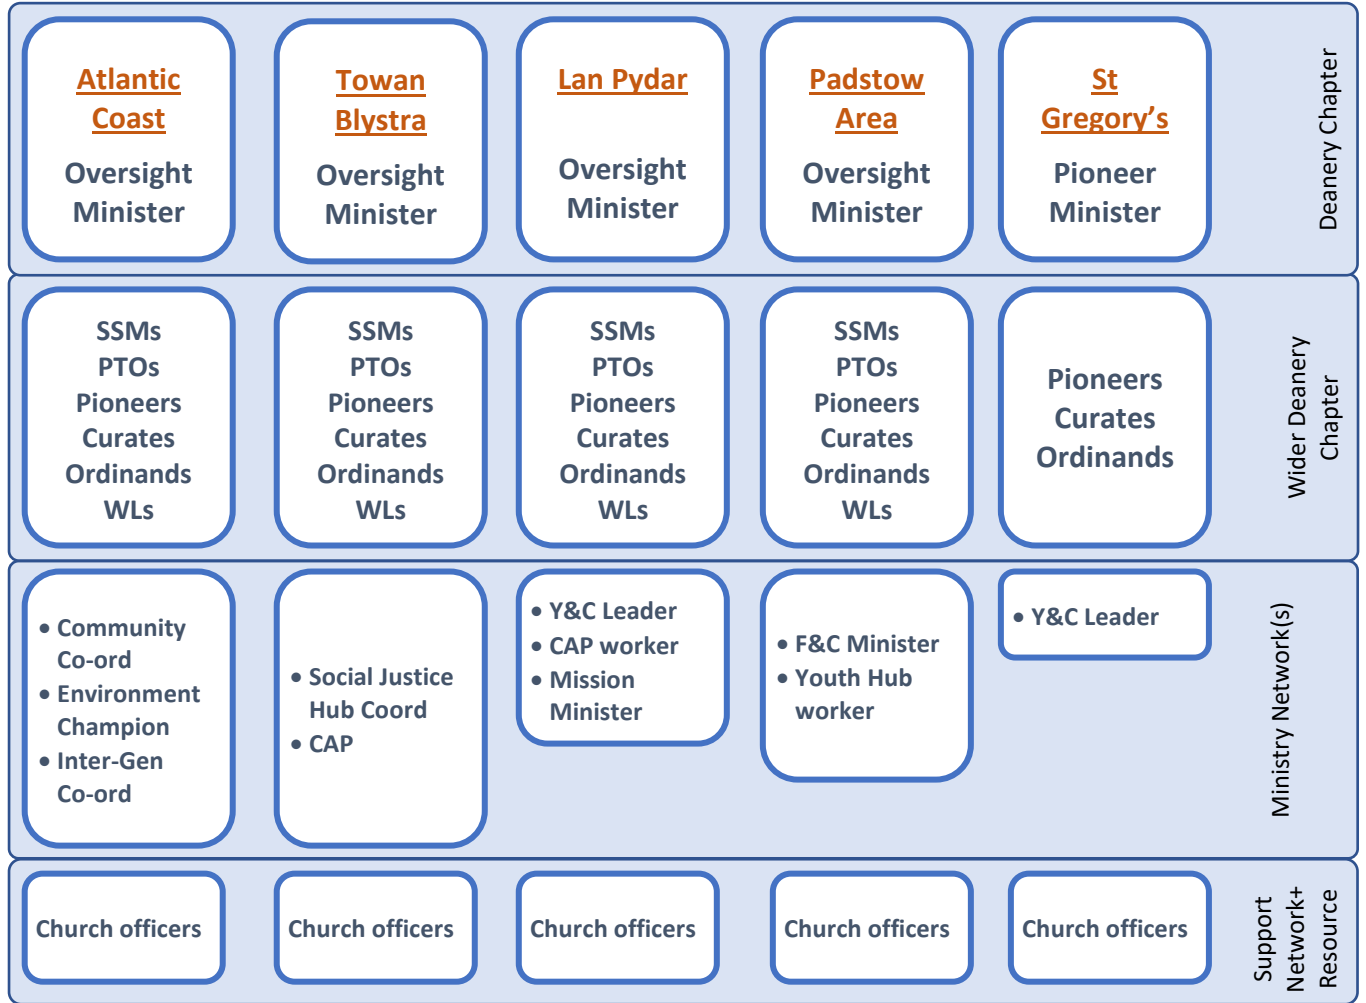 Atlantic
Coast
Oversight
Minister
Towan
Blystra
Oversight
Minister
Lan Pydar
Oversight
Minister
Padstow
Area
Oversight
Minister
St
Gregory’s
Pioneer
Minister
Deanery Chapter
SSMs
PTOs
Pioneers
Curates
Ordinands
WLs
SSMs
PTOs
Pioneers
Curates
Ordinands
WLs
SSMs
PTOs
Pioneers
Curates
Ordinands
WLs
SSMs
PTOs
Pioneers
Curates
Ordinands
WLs
Pioneers
Curates
Ordinands
Wider Deanery
Chapter
• Community
Co-ord
• Environment
Champion
• Inter-Gen
Co-ord
• Social Justice
Hub Coord
• CAP
• Y&C Leader
• CAP worker
• Mission
Minister
• F&C Minister
• Youth Hub
worker
• Y&C Leader
Ministry Network(s)
Church officers
Church officers
Church officers
Church officers
Church officers
Support
Network+
Resource